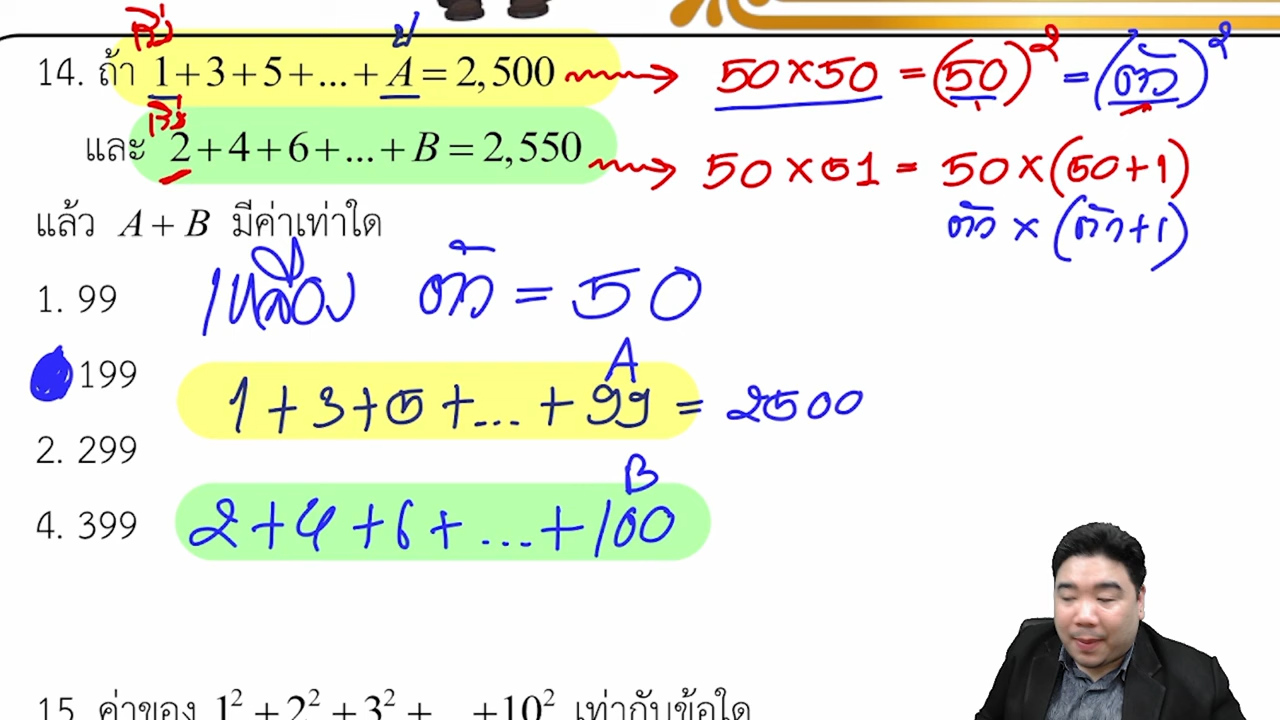 คี่ ปี
14. ถ้า 1+3+5+...+A=2,500 → 50×50 = (50)² = (ตัว)²
และ 2+4+6+...+B=2,550 → 50×51 = 50×(50+1)
ตัว × (ตัว+1)
แล้ว A+B มีค่าเท่าใด
1. 99
เหลือง ตัว = 50
199
A
1+3+5+...+99 = 2500
2. 299
B
2+4+6+...+100
4. 399
15. ค่าของ 1²+2²+3²+...+10² เท่ากับข้อใด